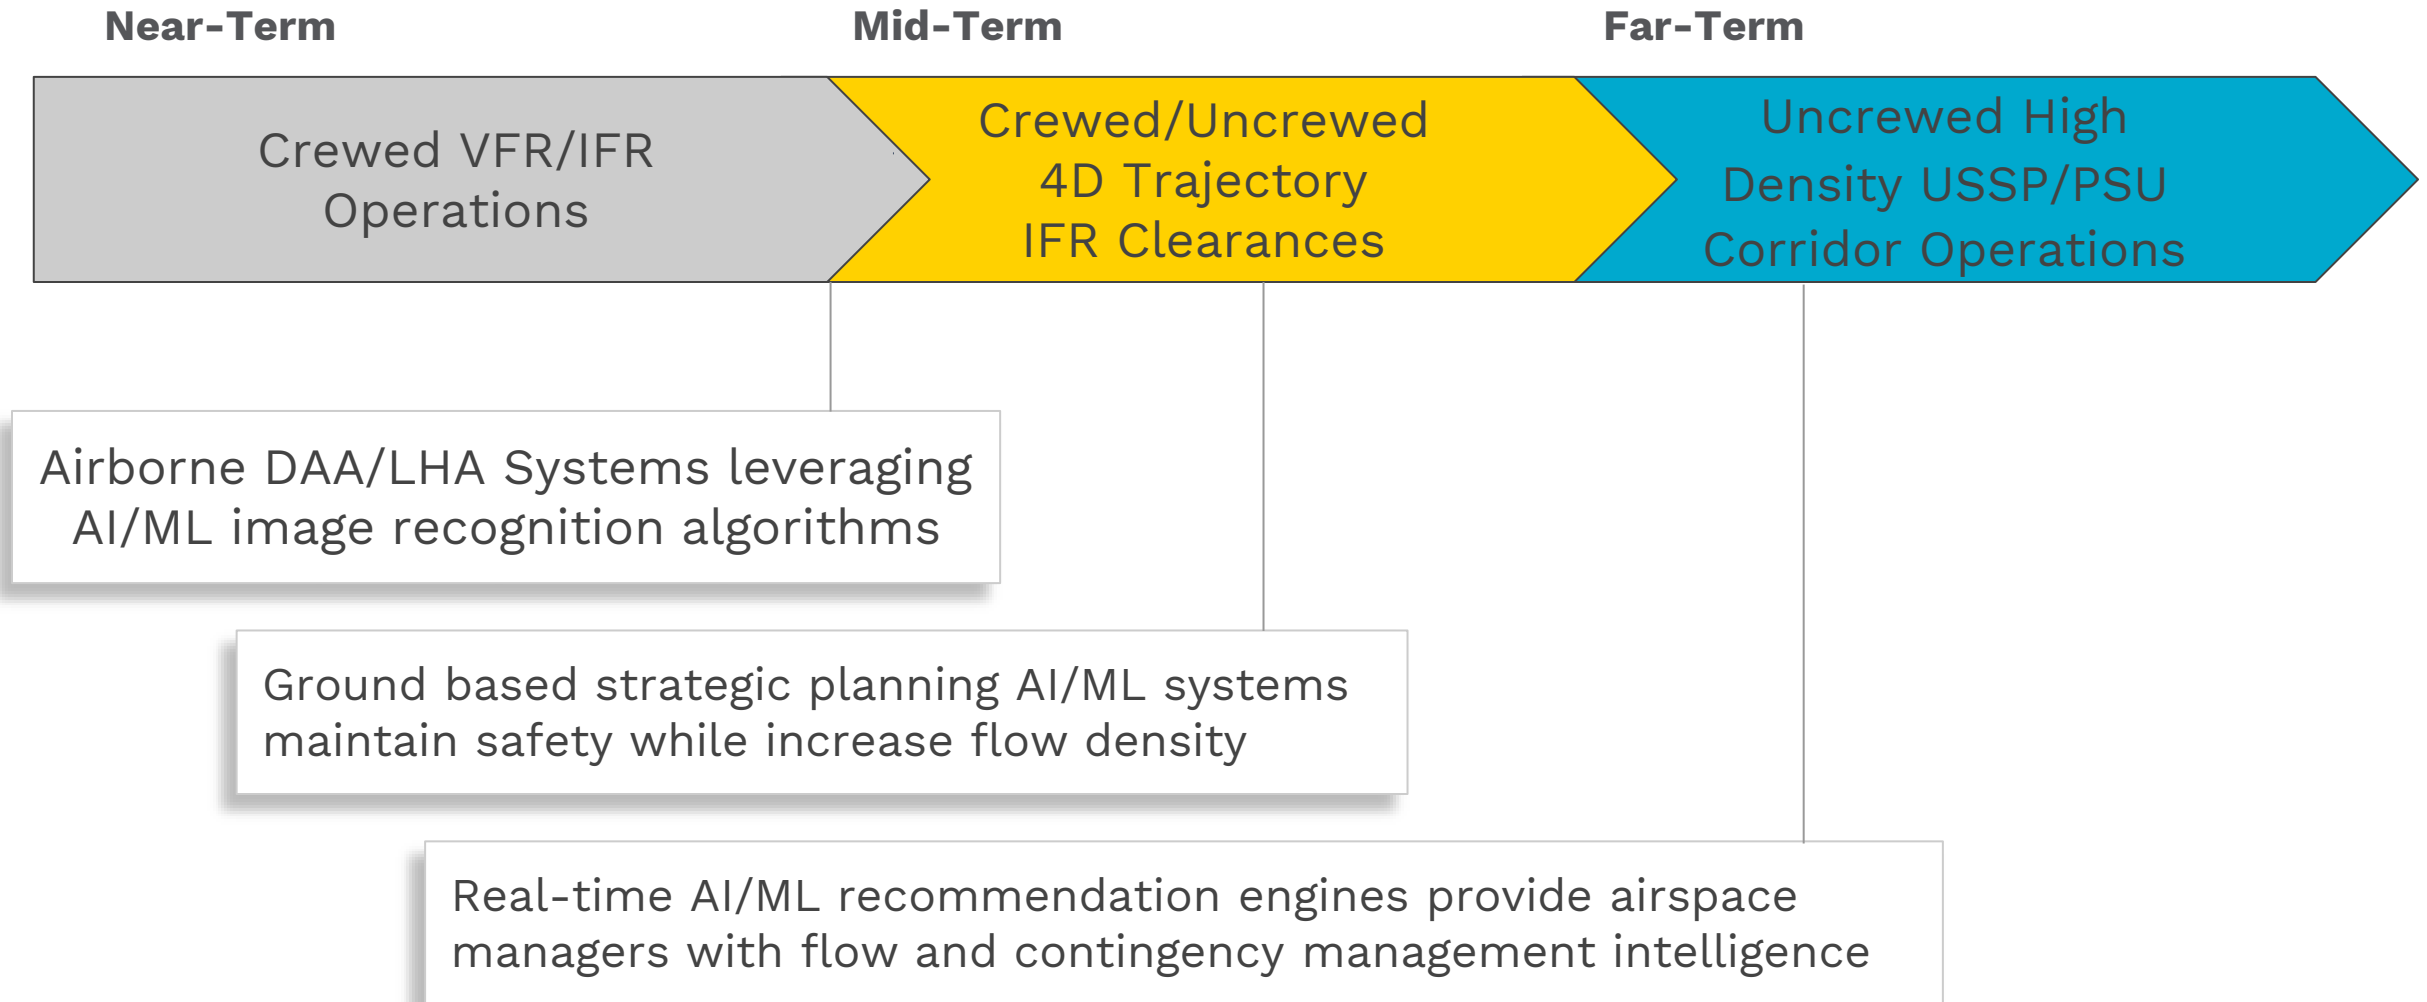 Near-Term
Mid-Term
Far-Term
Crewed VFR/IFR
Operations
Crewed/Uncrewed
4D Trajectory
IFR Clearances
Uncrewed High
Density USSP/PSU
Corridor Operations
Airborne DAA/LHA Systems leveraging
AI/ML image recognition algorithms
Ground based strategic planning AI/ML systems
maintain safety while increase flow density
Real-time AI/ML recommendation engines provide airspace
managers with flow and contingency management intelligence